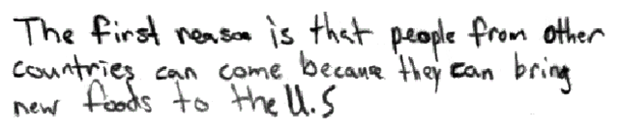 The first reason is that people from other
countries can come because they can bring
new foods to the U.S